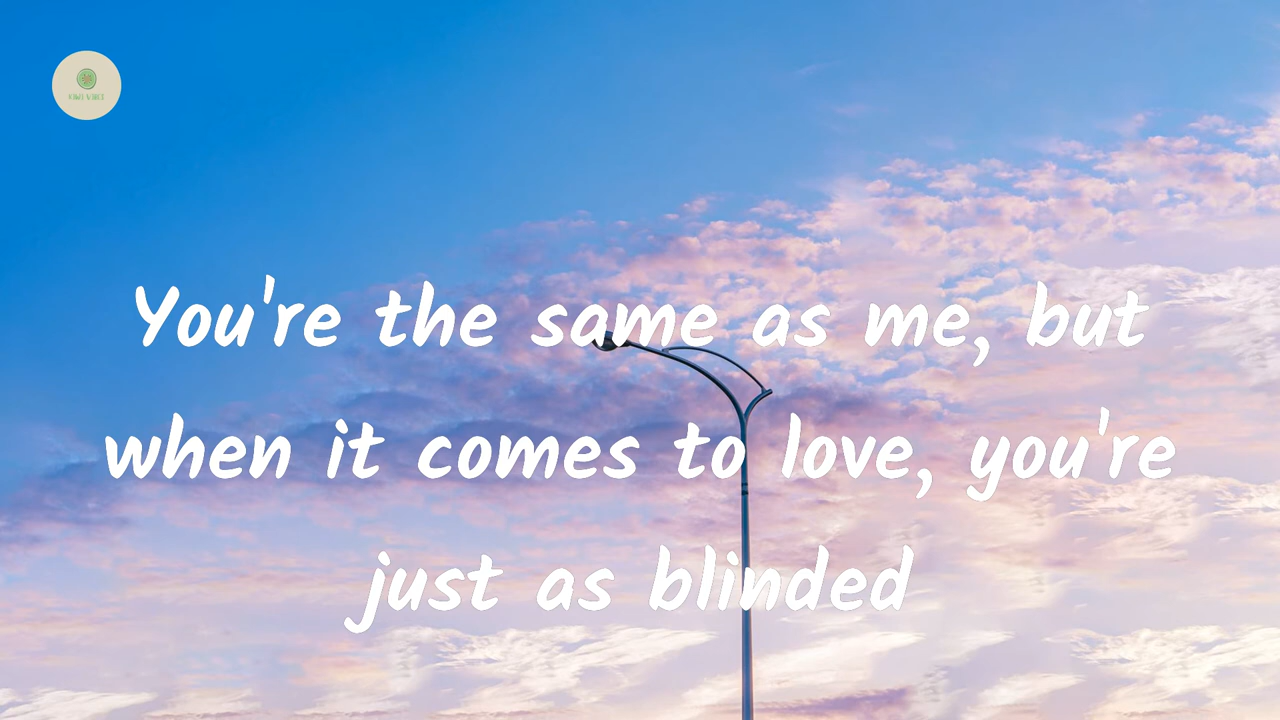 You're the same as me, but
when it comes to love, you're
just as blinded